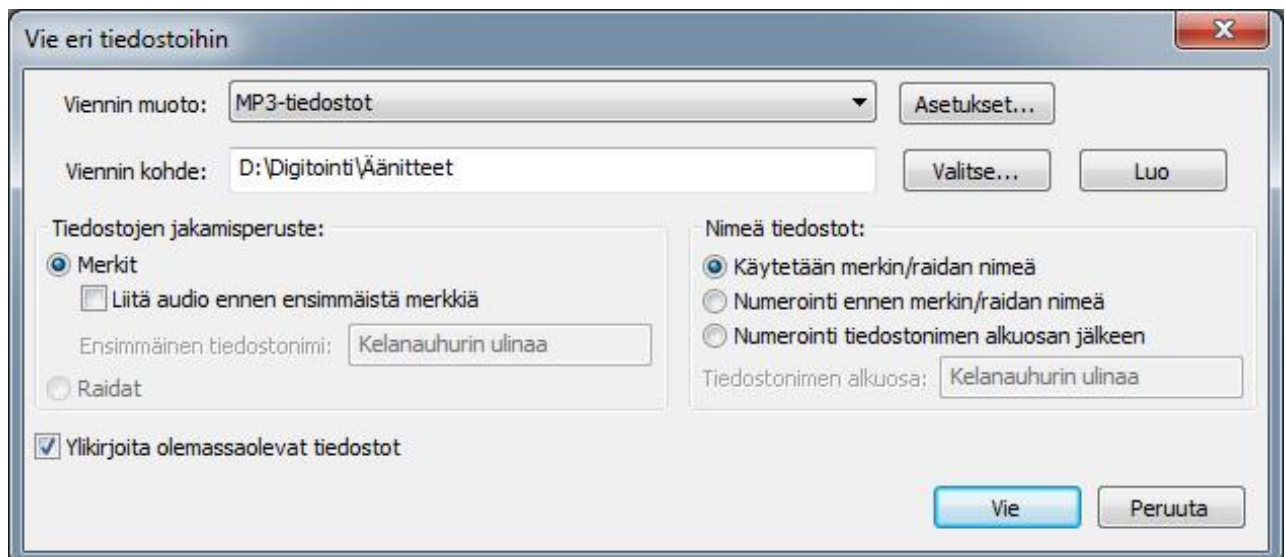 Vie eri tiedostoihin
Viennin muoto: MP3-tiedostot Asetukset...
Viennin kohde: D:\Digitointi\Äänitteet Valitse... Luo
Tiedostojen jakamisperuste:
Merkit
Liitä audio ennen ensimmäistä merkkiä
Ensimmäinen tiedostonimi: Kelanauhurin ulinaa
Raidat
Nimeä tiedostot:
Käytetään merkin/raidan nimeä
Numerointi ennen merkin/raidan nimeä
Numerointi tiedostonimen alkuosan jälkeen
Tiedostonimen alkuosa: Kelanauhurin ulinaa
Ylikirjoita olemassaolevat tiedostot
Vie Peruuta